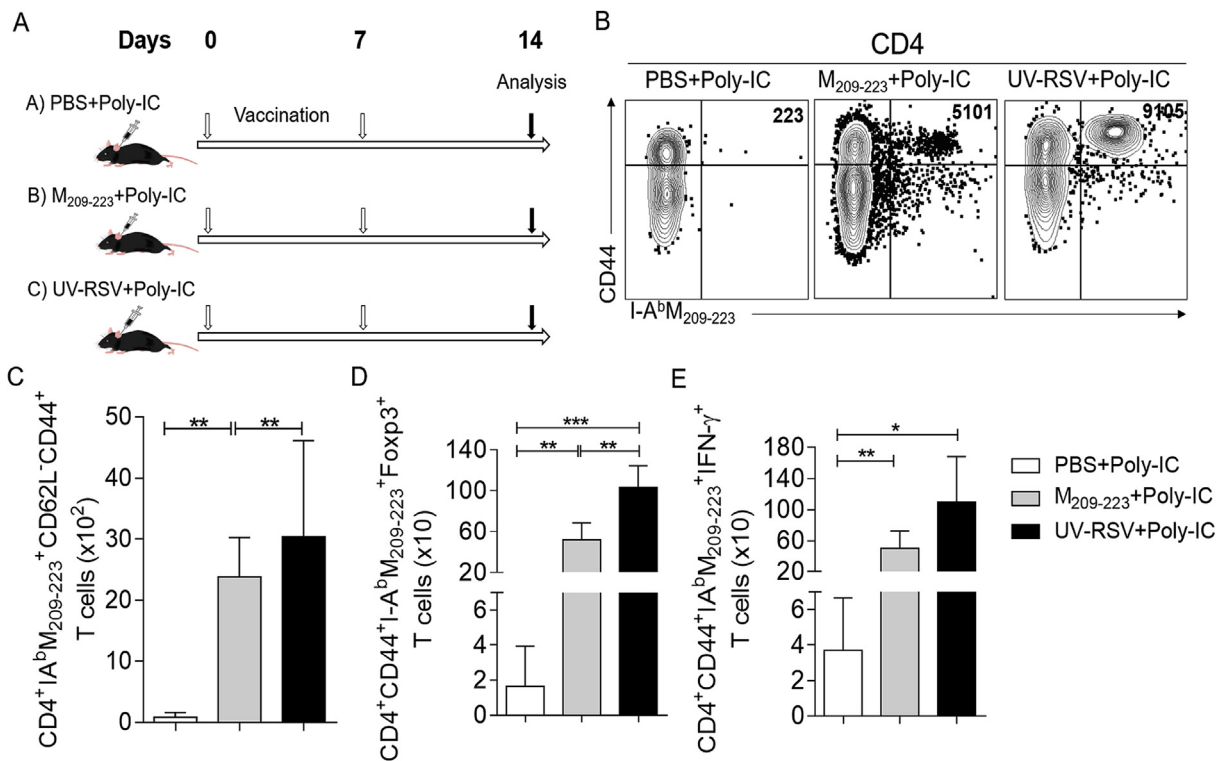 A
Days 0 7 14
Analysis
A) PBS+Poly-IC
Vaccination
B) M209-223+Poly-IC
C) UV-RSV+Poly-IC
B
CD4
PBS+Poly-IC M209-223+Poly-IC UV-RSV+Poly-IC
223 5101 9105
CD44
I-AbM209-223
C
CD4+IAbM209-223+CD62L-CD44+
T cells (x102)
50
40
30
20
10
0
** **
D
CD4+CD44+I-AbM209-223+Foxp3+
T cells (x10)
140
100
60
20
6
4
2
0
***
** **
E
CD4+CD44+IAbM209-223+IFN-γ+
T cells (x10)
180
140
100
60
20
6
4
2
0
*
**
PBS+Poly-IC
M209-223+Poly-IC
UV-RSV+Poly-IC